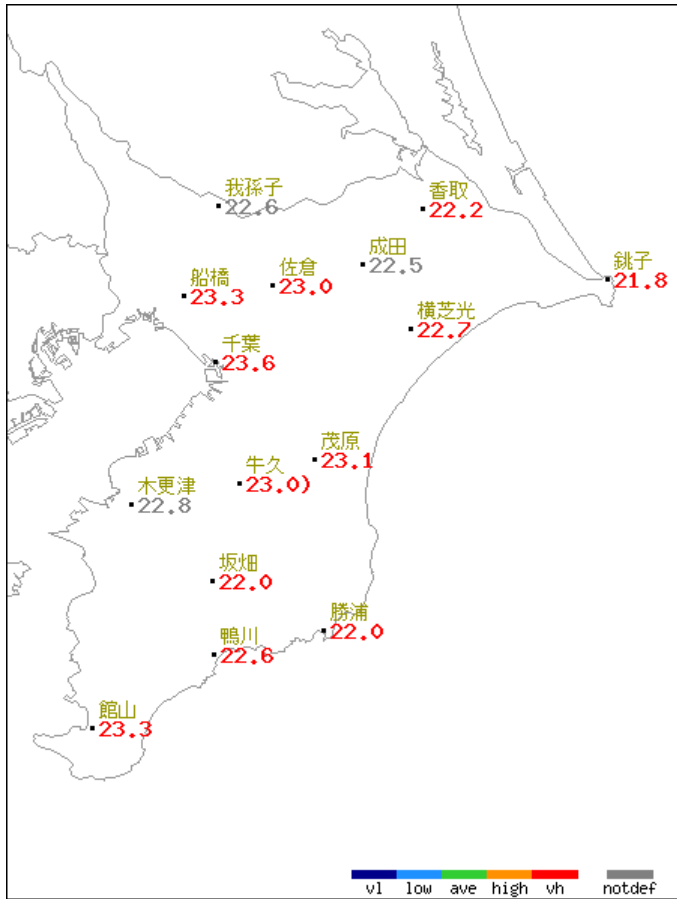 我孫子
22.6
香取
22.2
成田
22.5
佐倉
23.0
船橋
23.3
銚子
21.8
横芝光
22.7
千葉
23.6
茂原
23.1
牛久
23.0)
木更津
22.8
坂畑
22.0
勝浦
22.0
鴨川
22.6
館山
23.3
vl low ave high vh notdef